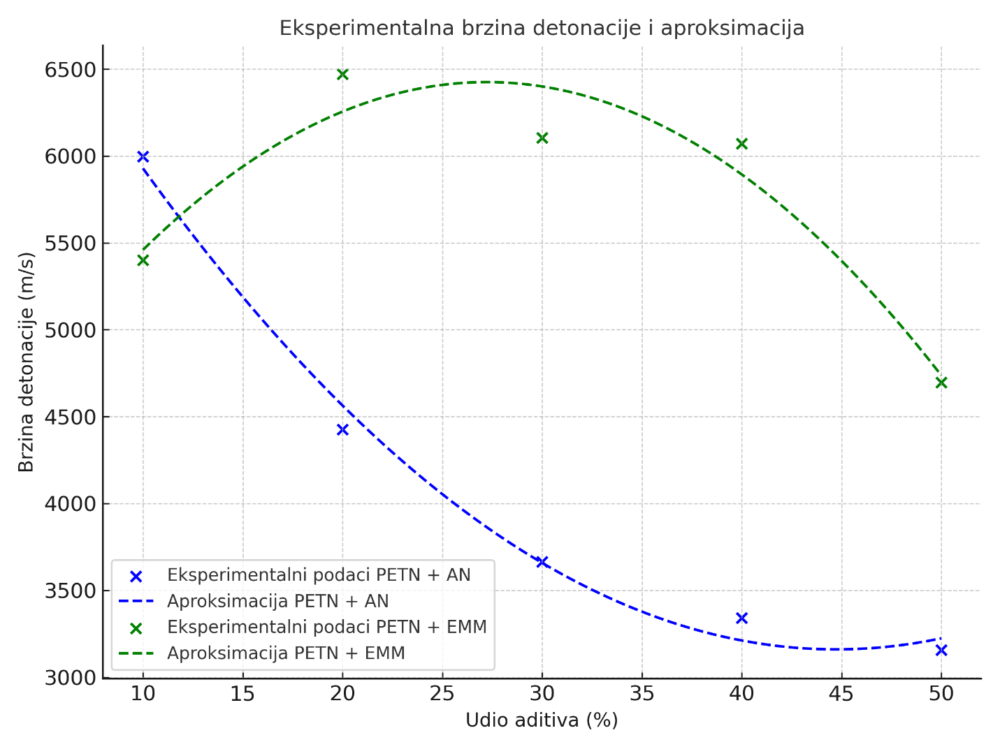 Eksperimentalna brzina detonacije i aproksimacija
Brzina detonacije (m/s)
6500
6000
5500
5000
4500
4000
3500
3000
Eksperimentalni podaci PETN + AN
Aproksimacija PETN + AN
Eksperimentalni podaci PETN + EMM
Aproksimacija PETN + EMM
10 15 20 25 30 35 40 45 50
Udio aditiva (%)